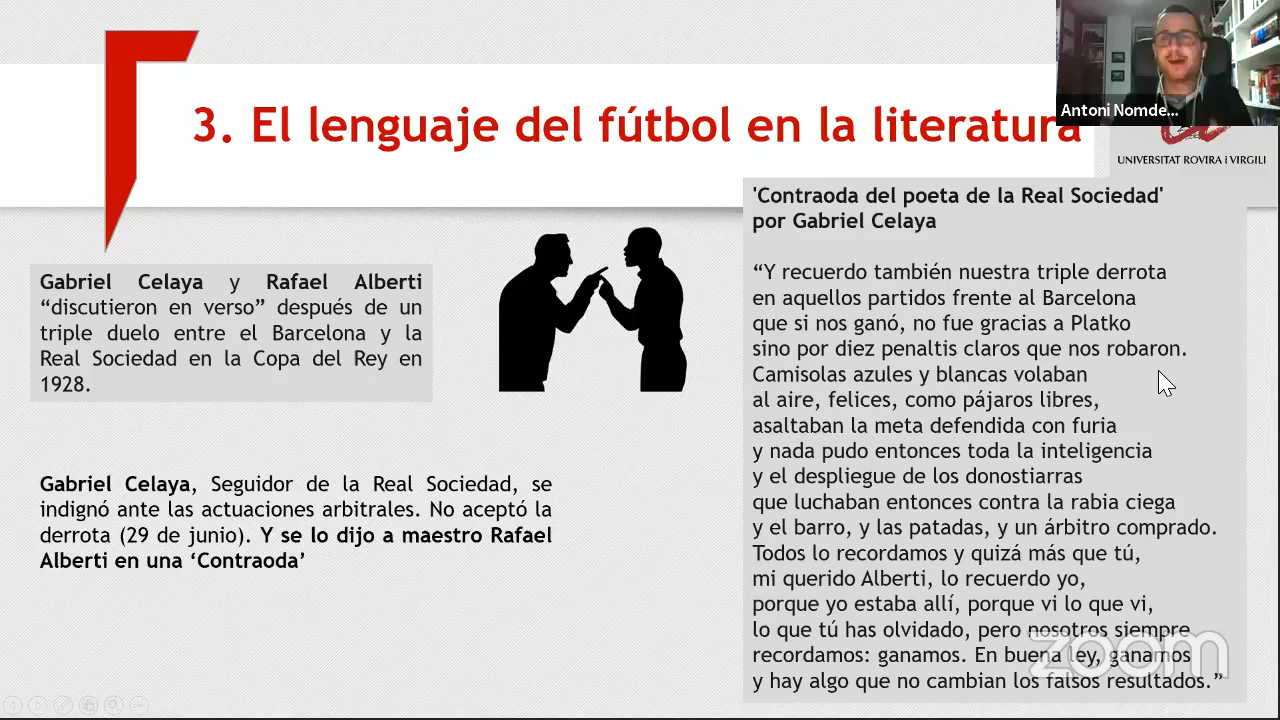 Antoni Nomde...
3. El lenguaje del fútbol en la literatura
UNIVERSITAT ROVIRA I VIRGILI
Gabriel Celaya y Rafael Alberti
“discutieron en verso” después de un
triple duelo entre el Barcelona y la
Real Sociedad en la Copa del Rey en
1928.
Gabriel Celaya, Seguidor de la Real Sociedad, se
indignó ante las actuaciones arbitrales. No aceptó la
derrota (29 de junio). Y se lo dijo a maestro Rafael
Alberti en una ‘Contraoda’
'Contraoda del poeta de la Real Sociedad'
por Gabriel Celaya
“Y recuerdo también nuestra triple derrota
en aquellos partidos frente al Barcelona
que si nos ganó, no fue gracias a Platko
sino por diez penaltis claros que nos robaron.
Camisolas azules y blancas volaban
al aire, felices, como pájaros libres,
asaltaban la meta defendida con furia
y nada pudo entonces toda la inteligencia
y el despliegue de los donostiarras
que luchaban entonces contra la rabia ciega
y el barro, y las patadas, y un árbitro comprado.
Todos lo recordamos y quizá más que tú,
mi querido Alberti, lo recuerdo yo,
porque yo estaba allí, porque vi lo que vi,
lo que tú has olvidado, pero nosotros siempre
recordamos: ganamos. En buena ley, ganamos
y hay algo que no cambian los falsos resultados.”
zoom